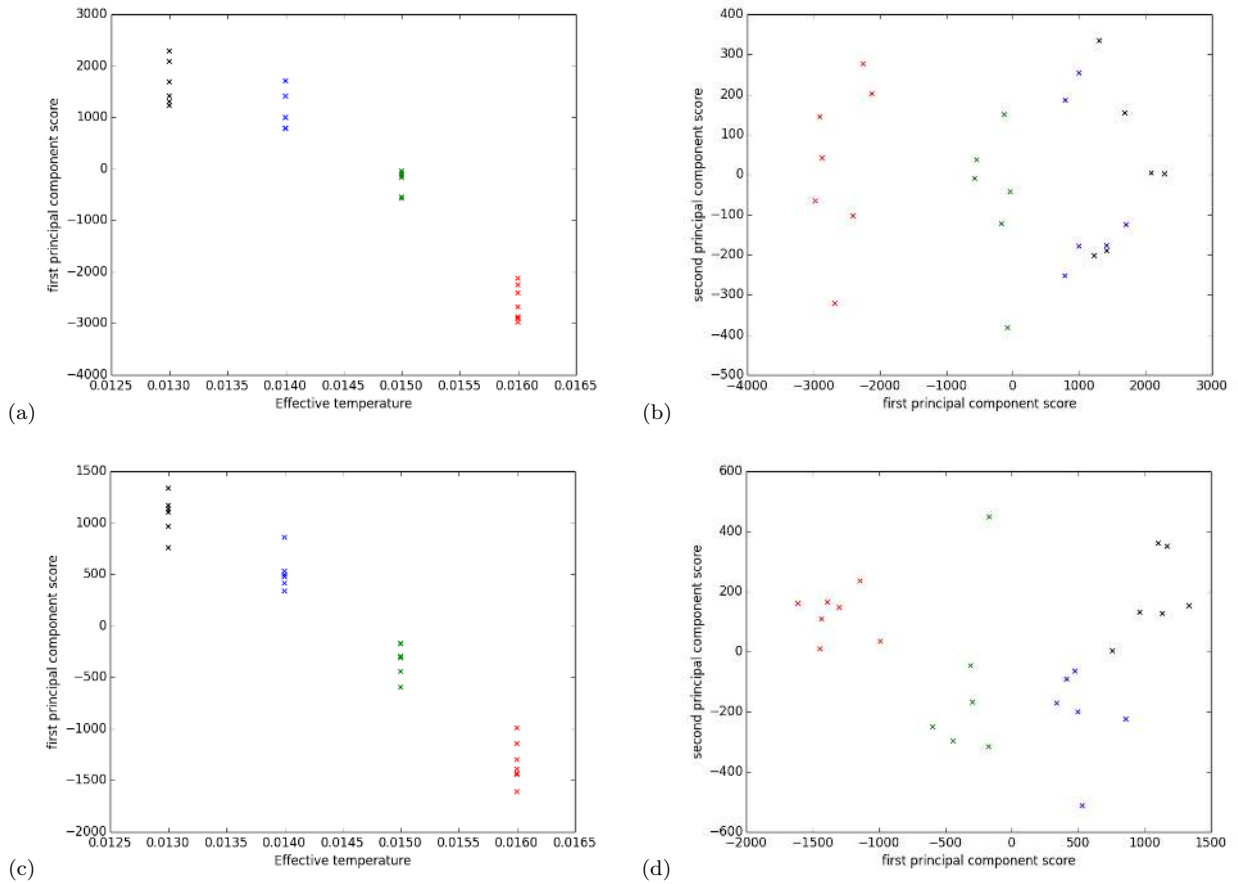 3000
2000
1000
0
−1000
−2000
−3000
−4000
first principal component score
0.0125 0.0130 0.0135 0.0140 0.0145 0.0150 0.0155 0.0160 0.0165
Effective temperature
(a)
400
300
200
100
0
−100
−200
−300
−400
−500
second principal component score
−4000 −3000 −2000 −1000 0 1000 2000 3000
first principal component score
(b)
1500
1000
500
0
−500
−1000
−1500
−2000
first principal component score
0.0125 0.0130 0.0135 0.0140 0.0145 0.0150 0.0155 0.0160 0.0165
Effective temperature
(c)
600
400
200
0
−200
−400
−600
second principal component score
−2000 −1500 −1000 −500 0 500 1000 1500
first principal component score
(d)